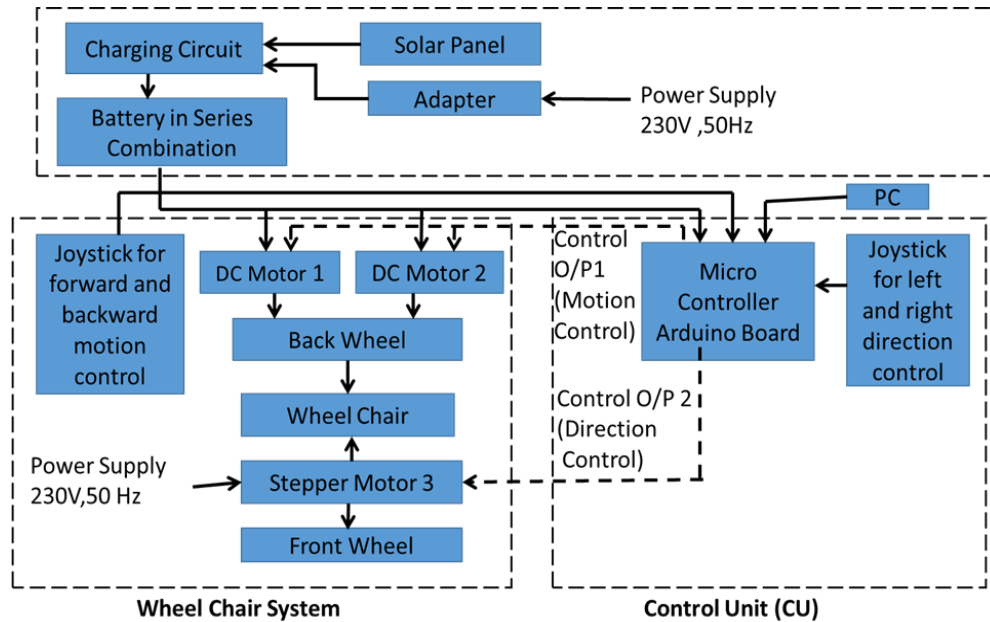 Charging Circuit
Solar Panel
Adapter
Power Supply
230V ,50Hz
Battery in Series
Combination
PC
Joystick for
forward and
backward
motion
control
DC Motor 1
DC Motor 2
Control
O/P1
(Motion
Control)
Micro
Controller
Arduino Board
Joystick
for left
and right
direction
control
Back Wheel
Wheel Chair
Control O/P 2
(Direction
Control)
Power Supply
230V,50 Hz
Stepper Motor 3
Front Wheel
Wheel Chair System
Control Unit (CU)